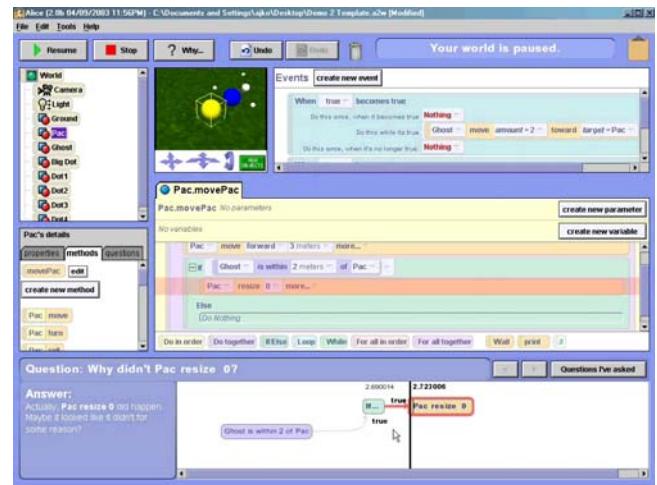 Alice (2.0b 04/09/2003 11:56PM) - C:\Documents and Settings\ajko\Desktop\Demo 2 Template.a2w [Modified]
File Edit Tools Help
Resume Stop ? Why... Undo Redo Your world is paused.
World
Camera
Light
Ground
Pac
Ghost
Big Dot
Dot1
Dot2
Dot3
Dot4
ADD OBJECTS
Events create new event
When true becomes true
Do this once, when it becomes true Nothing
Do this while its true Ghost move amount = 2 toward target = Pac
Do this once, when it's no longer true Nothing
Pac.movePac
Pac.movePac No parameters create new parameter
No variables create new variable
Pac move forward 3 meters more...
If Ghost is within 2 meters of Pac
Pac resize 0 more...
Else
(Do Nothing
Do in order Do together If/Else Loop While For all in order For all together Wait print //
Pac's details
properties methods questions
movePac edit
create new method
Pac move
Pac turn
Pac roll
Question: Why didn't Pac resize 0? < > Questions I've asked
Answer:
Actually, Pac resize 0 did happen.
Maybe it looked like it didn't for
some reason?
2.690014 2.723006
If... true Pac resize 0
true
Ghost is within 2 of Pac